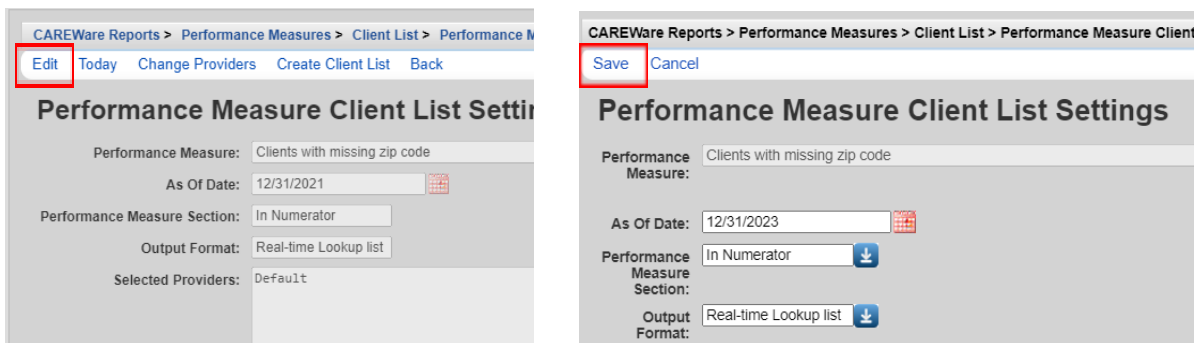 CAREWare Reports > Performance Measures > Client List > Performance M
Edit Today Change Providers Create Client List Back
Performance Measure Client List Settin
Performance Measure: Clients with missing zip code
As Of Date: 12/31/2021
Performance Measure Section: In Numerator
Output Format: Real-time Lookup list
Selected Providers: Default
CAREWare Reports > Performance Measures > Client List > Performance Measure Client
Save Cancel
Performance Measure Client List Settings
Performance Clients with missing zip code
Measure:
As Of Date: 12/31/2023
Performance In Numerator
Measure
Section:
Output Real-time Lookup list
Format: